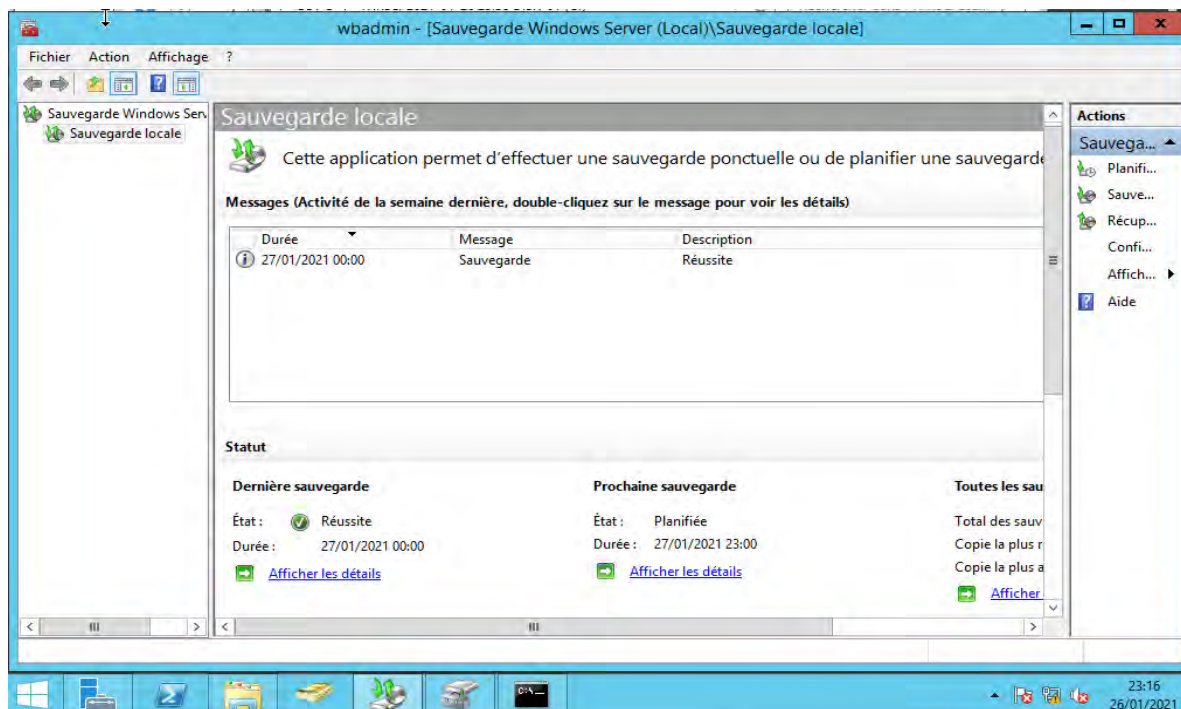 wbadmin - [Sauvegarde Windows Server (Local)\Sauvegarde locale]
Fichier Action Affichage ?
Sauvegarde Windows Serv
Sauvegarde locale
Sauvegarde locale
Cette application permet d'effectuer une sauvegarde ponctuelle ou de planifier une sauvegarde
Messages (Activité de la semaine dernière, double-cliquez sur le message pour voir les détails)
Durée Message Description
27/01/2021 00:00 Sauvegarde Réussite
Statut
Dernière sauvegarde
État : Réussite
Durée : 27/01/2021 00:00
Afficher les détails
Prochaine sauvegarde
État : Planifiée
Durée : 27/01/2021 23:00
Afficher les détails
Toutes les sau
Total des sauv
Copie la plus r
Copie la plus a
Afficher
Actions
Sauvega...
Planifi...
Sauve...
Récup...
Confi...
Affich...
Aide
C:\
23:16
26/01/2021